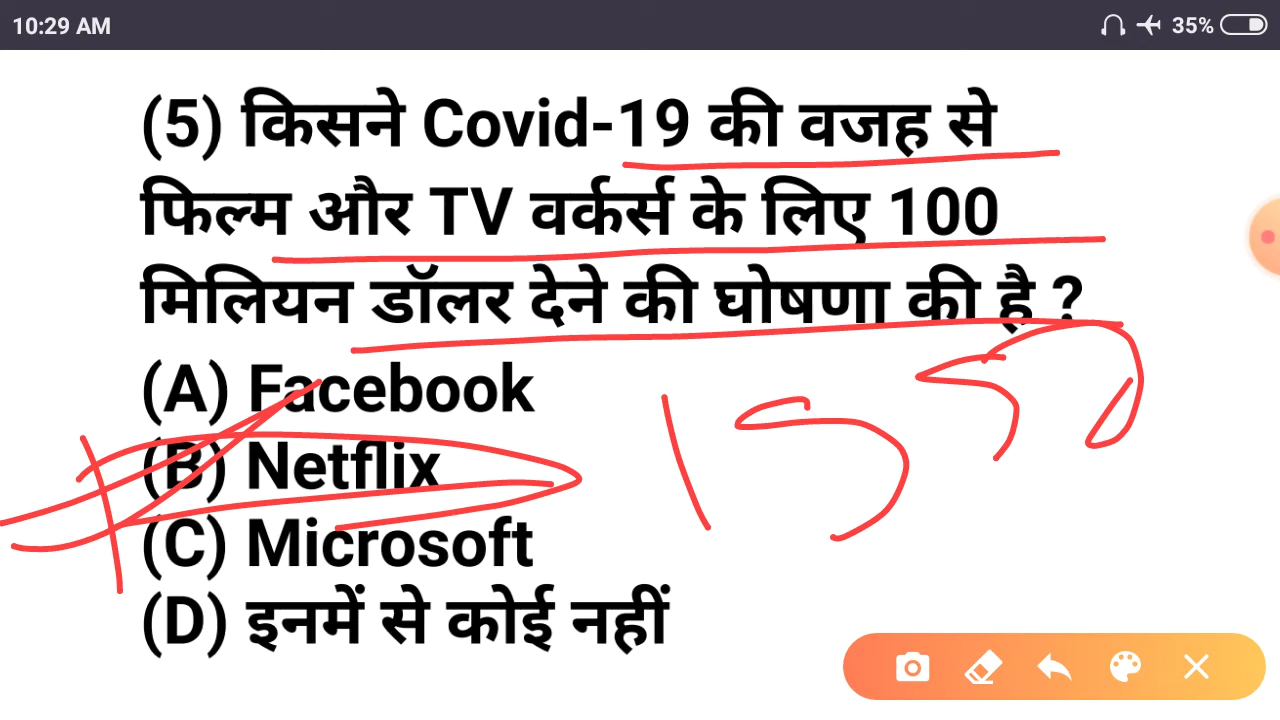 10:29 AM 35%
(5) किसने Covid-19 की वजह से
फिल्म और TV वर्कर्स के लिए 100
मिलियन डॉलर देने की घोषणा की है ?
(A) Facebook
(B) Netflix
(C) Microsoft
(D) इनमें से कोई नहीं